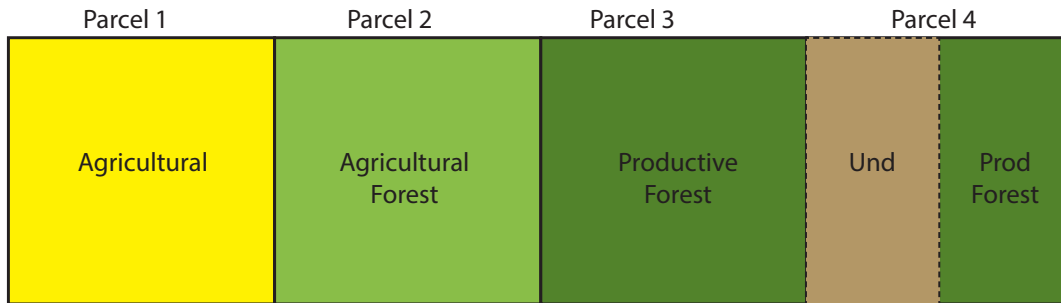 Parcel 1 Parcel 2 Parcel 3 Parcel 4
Agricultural
Agricultural
Forest
Productive
Forest
Und
Prod
Forest